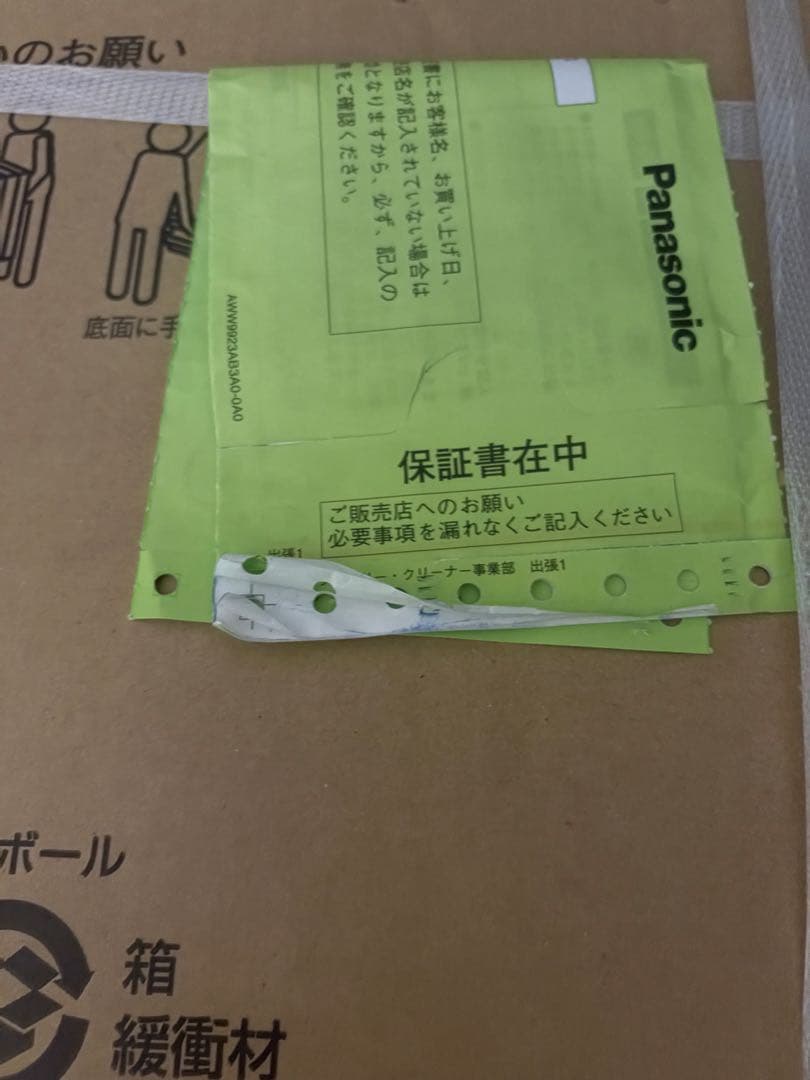 いのお願い
書にお客様名、お買い上げ日、
店名が記入されていない場合は
となりますから、必ず、記入の
をご確認ください。
Panasonic
底面に手
AWW9923AB3A0-0A0
保証書在中
ご販売店へのお願い
必要事項を漏れなくご記入ください
出張1
ー・クリーナー事業部 出張1
ボール
箱
緩衝材